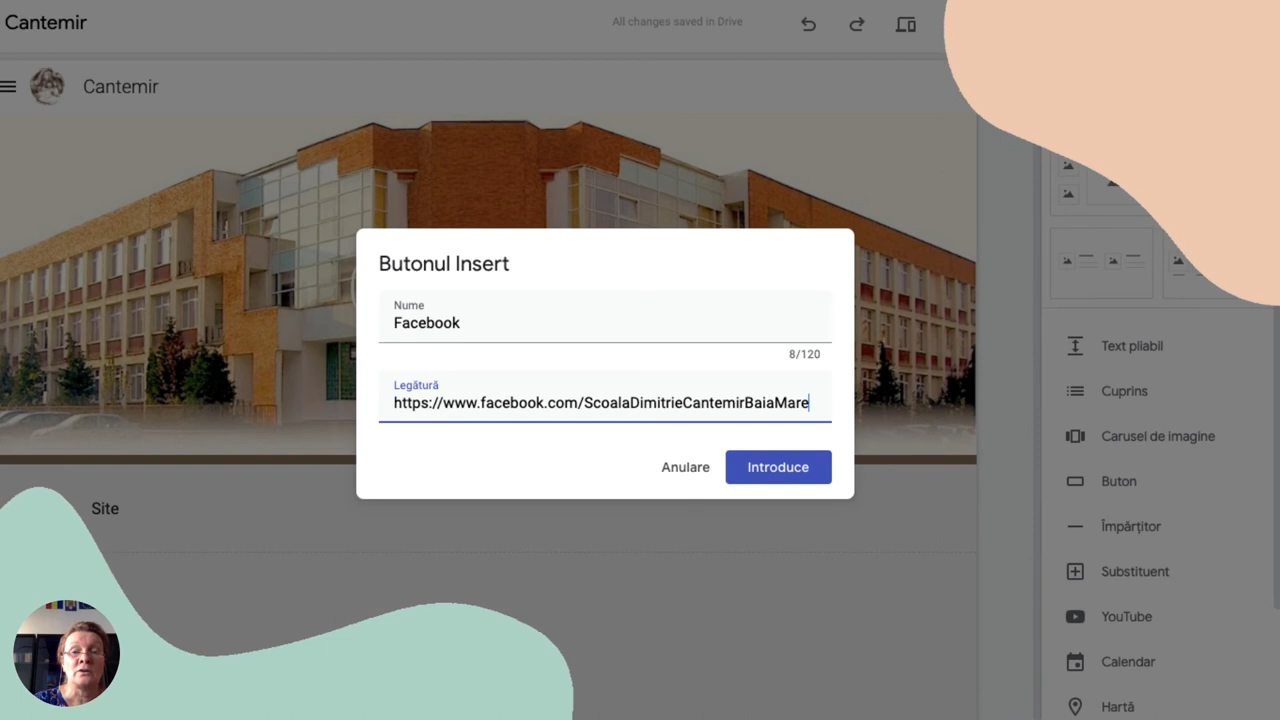 Cantemir
All changes saved in Drive
Cantemir
Butonul Insert
Nume
Facebook
8/120
Legătură
https://www.facebook.com/ScoalaDimitrieCantemirBaiaMare
Anulare
Introduce
Site
Text pliabil
Cuprins
Carusel de imagine
Buton
Împărțitor
Substituent
YouTube
Calendar
Hartă